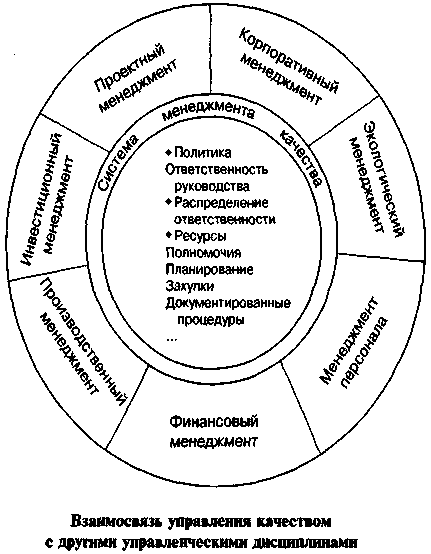 Проектный
менеджмент
Корпоративный
менеджмент
Экологический
менеджмент
Менеджмент
персонала
Финансовый
менеджмент
Производственный
менеджмент
Инвестиционный
менеджмент
Система менеджмента качества
♦ Политика
Ответственность
руководства
♦ Распределение
ответственности
♦ Ресурсы
Полномочия
Планирование
Закупки
Документированные
процедуры
...
Взаимосвязь управления качеством
с другими управленческими дисциплинами